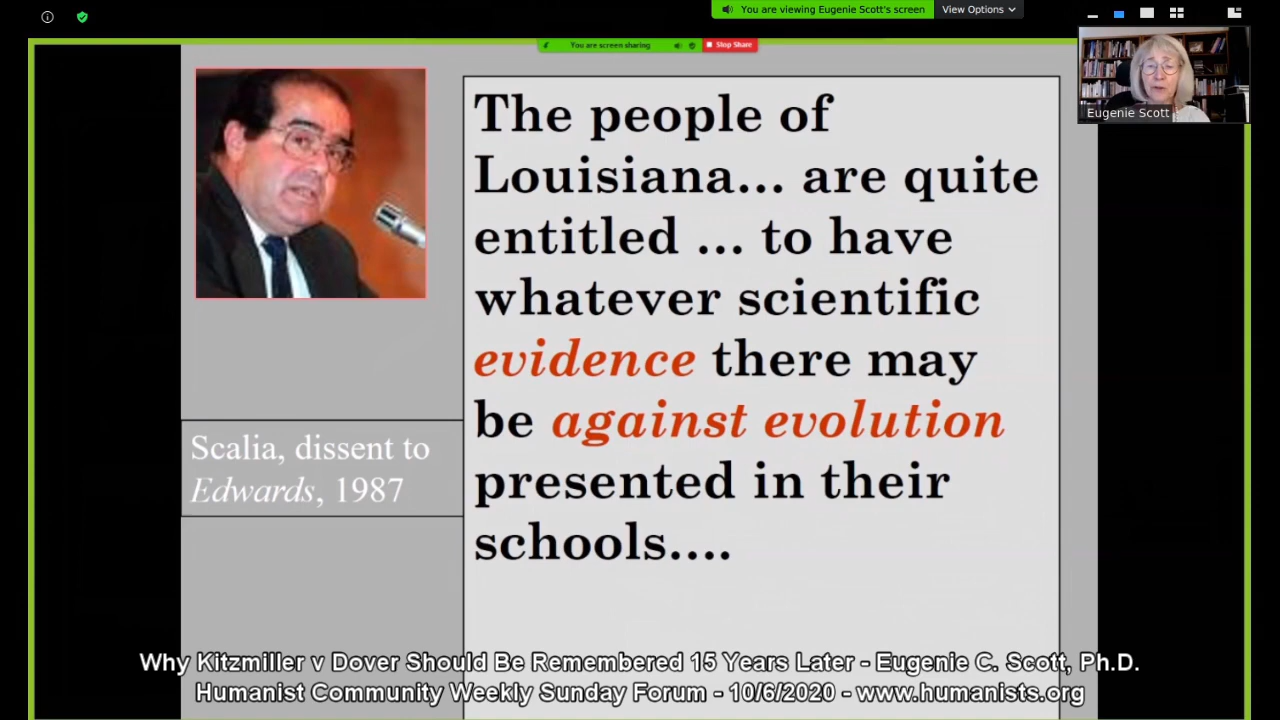 You are viewing Eugenie Scott's screen
View Options
You are screen sharing
Stop Share
Eugenie Scott
The people of
Louisiana... are quite
entitled ... to have
whatever scientific
evidence there may
be against evolution
presented in their
schools....
Scalia, dissent to
Edwards, 1987
Why Kitzmiller v Dover Should Be Remembered 15 Years Later - Eugenie C. Scott, Ph.D.
Humanist Community Weekly Sunday Forum - 10/6/2020 - www.humanists.org